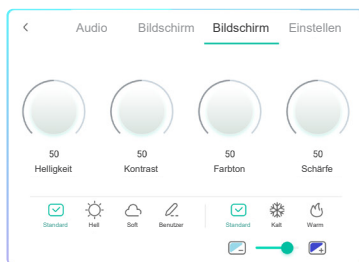 Audio Bildschirm Bildschirm Einstellen
50 50 50 50
Helligkeit Kontrast Farbton Schärfe
Standard Hell Soft Benutzer Standard Kalt Warm